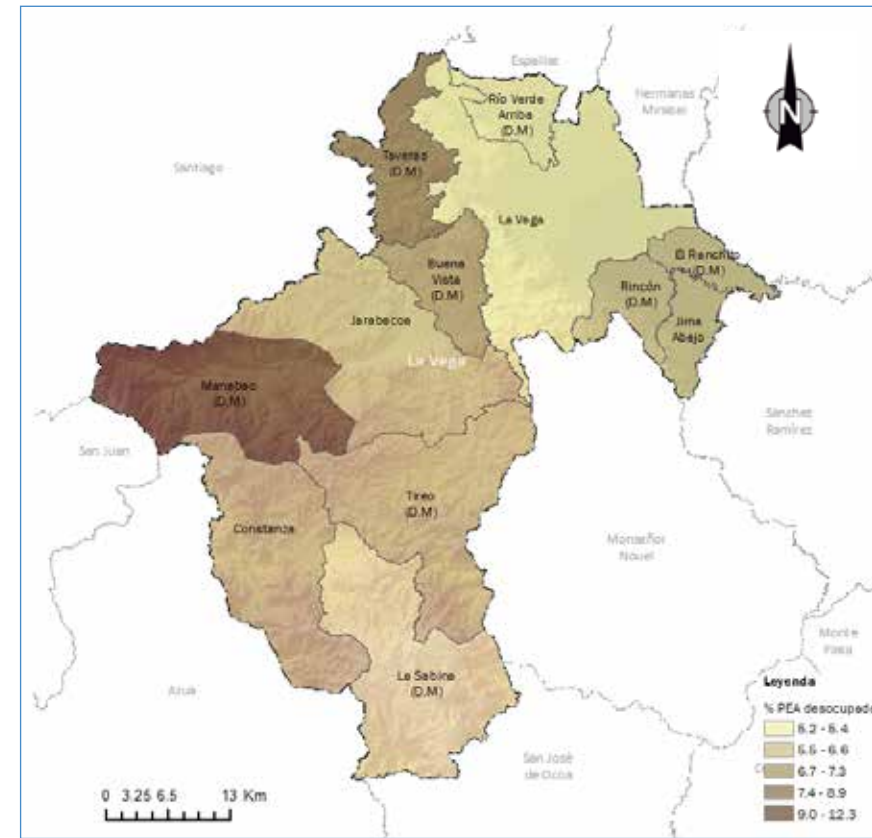 Espaillat
Hermanas
Mirabal
Río Verde
Arriba
(D.M)
N
Santiago
Taveras
(D.M)
La Vega
Buena
Vista
(D.M)
El Ranchito
(D.M)
Rincón
(D.M)
Jima
Abajo
Jarabacoa
La Vega
Manabao
(D.M)
Sánchez
Ramírez
San Juan
Tireo
(D.M)
Constanza
Monseñor
Nouel
Monte
Plata
La Sabina
(D.M)
Azua
San José
de Ocoa
Leyenda
% PEA desocupado
5.2 - 5.4
5.5 - 6.6
6.7 - 7.3
7.4 - 8.9
9.0 - 12.3
0 3.25 6.5 13 Km